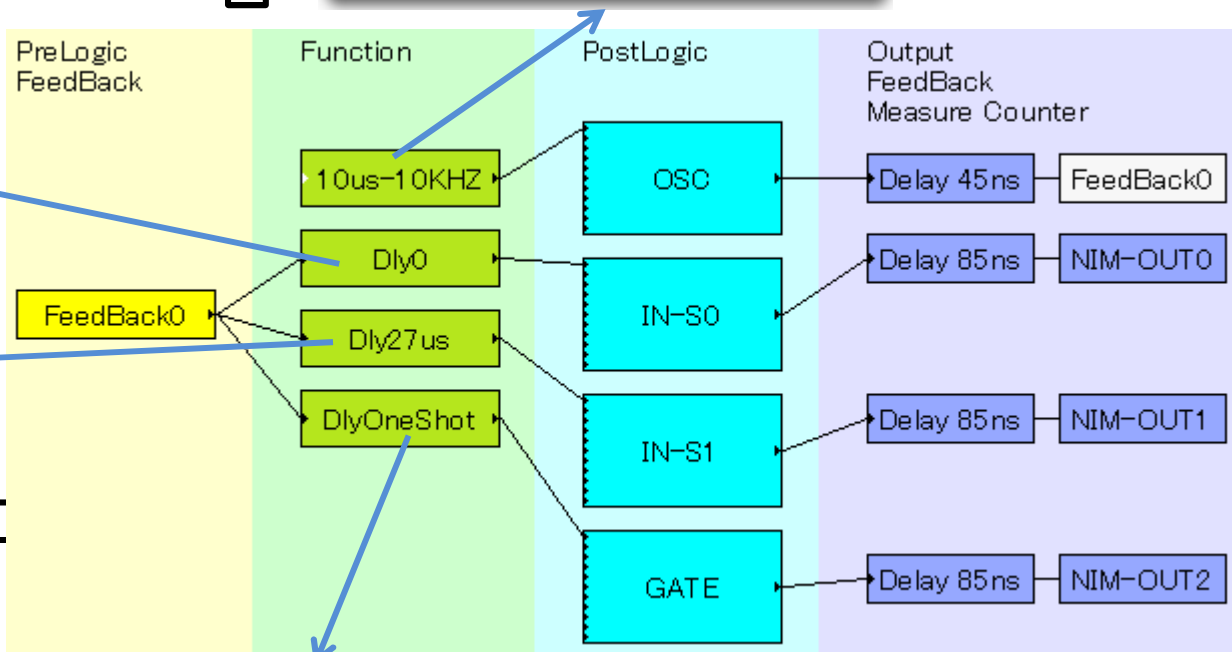 PreLogic
FeedBack
Function
PostLogic
Output
FeedBack
Measure Counter
10us-10KHZ
OSC
Delay 45ns
FeedBack0
Dly0
IN-S0
Delay 85ns
NIM-OUT0
FeedBack0
Dly27us
IN-S1
Delay 85ns
NIM-OUT1
DlyOneShot
GATE
Delay 85ns
NIM-OUT2